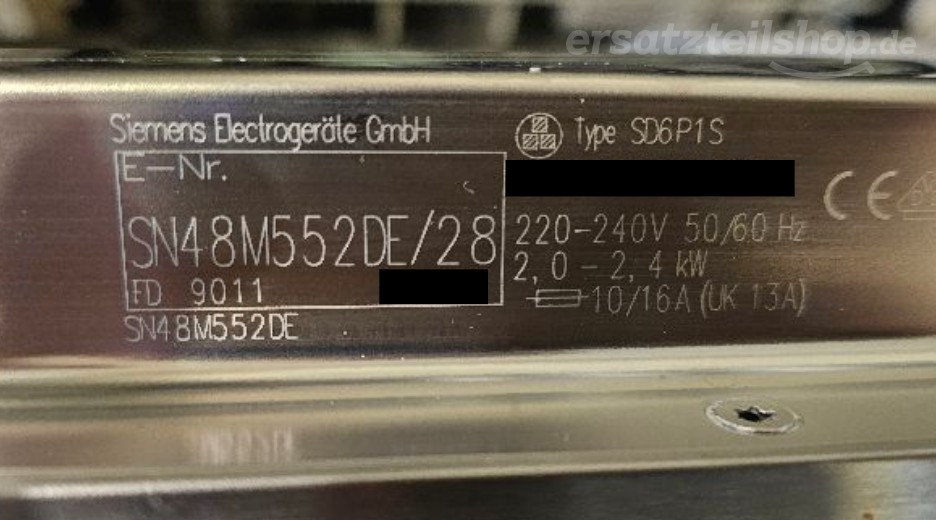 ersatzteilshop.de
Siemens Electrogeräte GmbH
Type SD6P1S
E-Nr.
SN48M552DE/28
FD 9011
SN48M552DE
220-240V 50/60 Hz
2,0 - 2,4 kW
10/16A (UK 13A)
CE